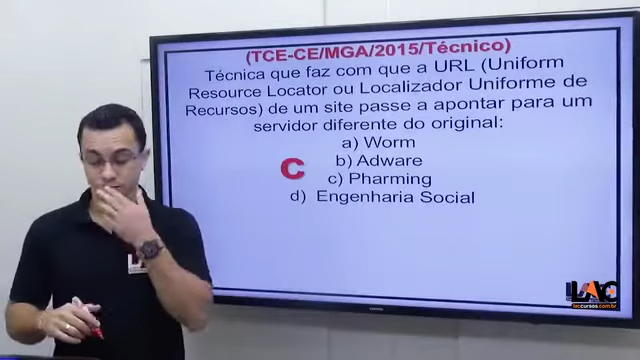 (TCE-CE/MGA/2015/Técnico)
Técnica que faz com que a URL (Uniform
Resource Locator ou Localizador Uniforme de
Recursos) de um site passe a apontar para um
servidor diferente do original:
a) Worm
b) Adware
C
c) Pharming
d) Engenharia Social
LAC
laccursos.com.br